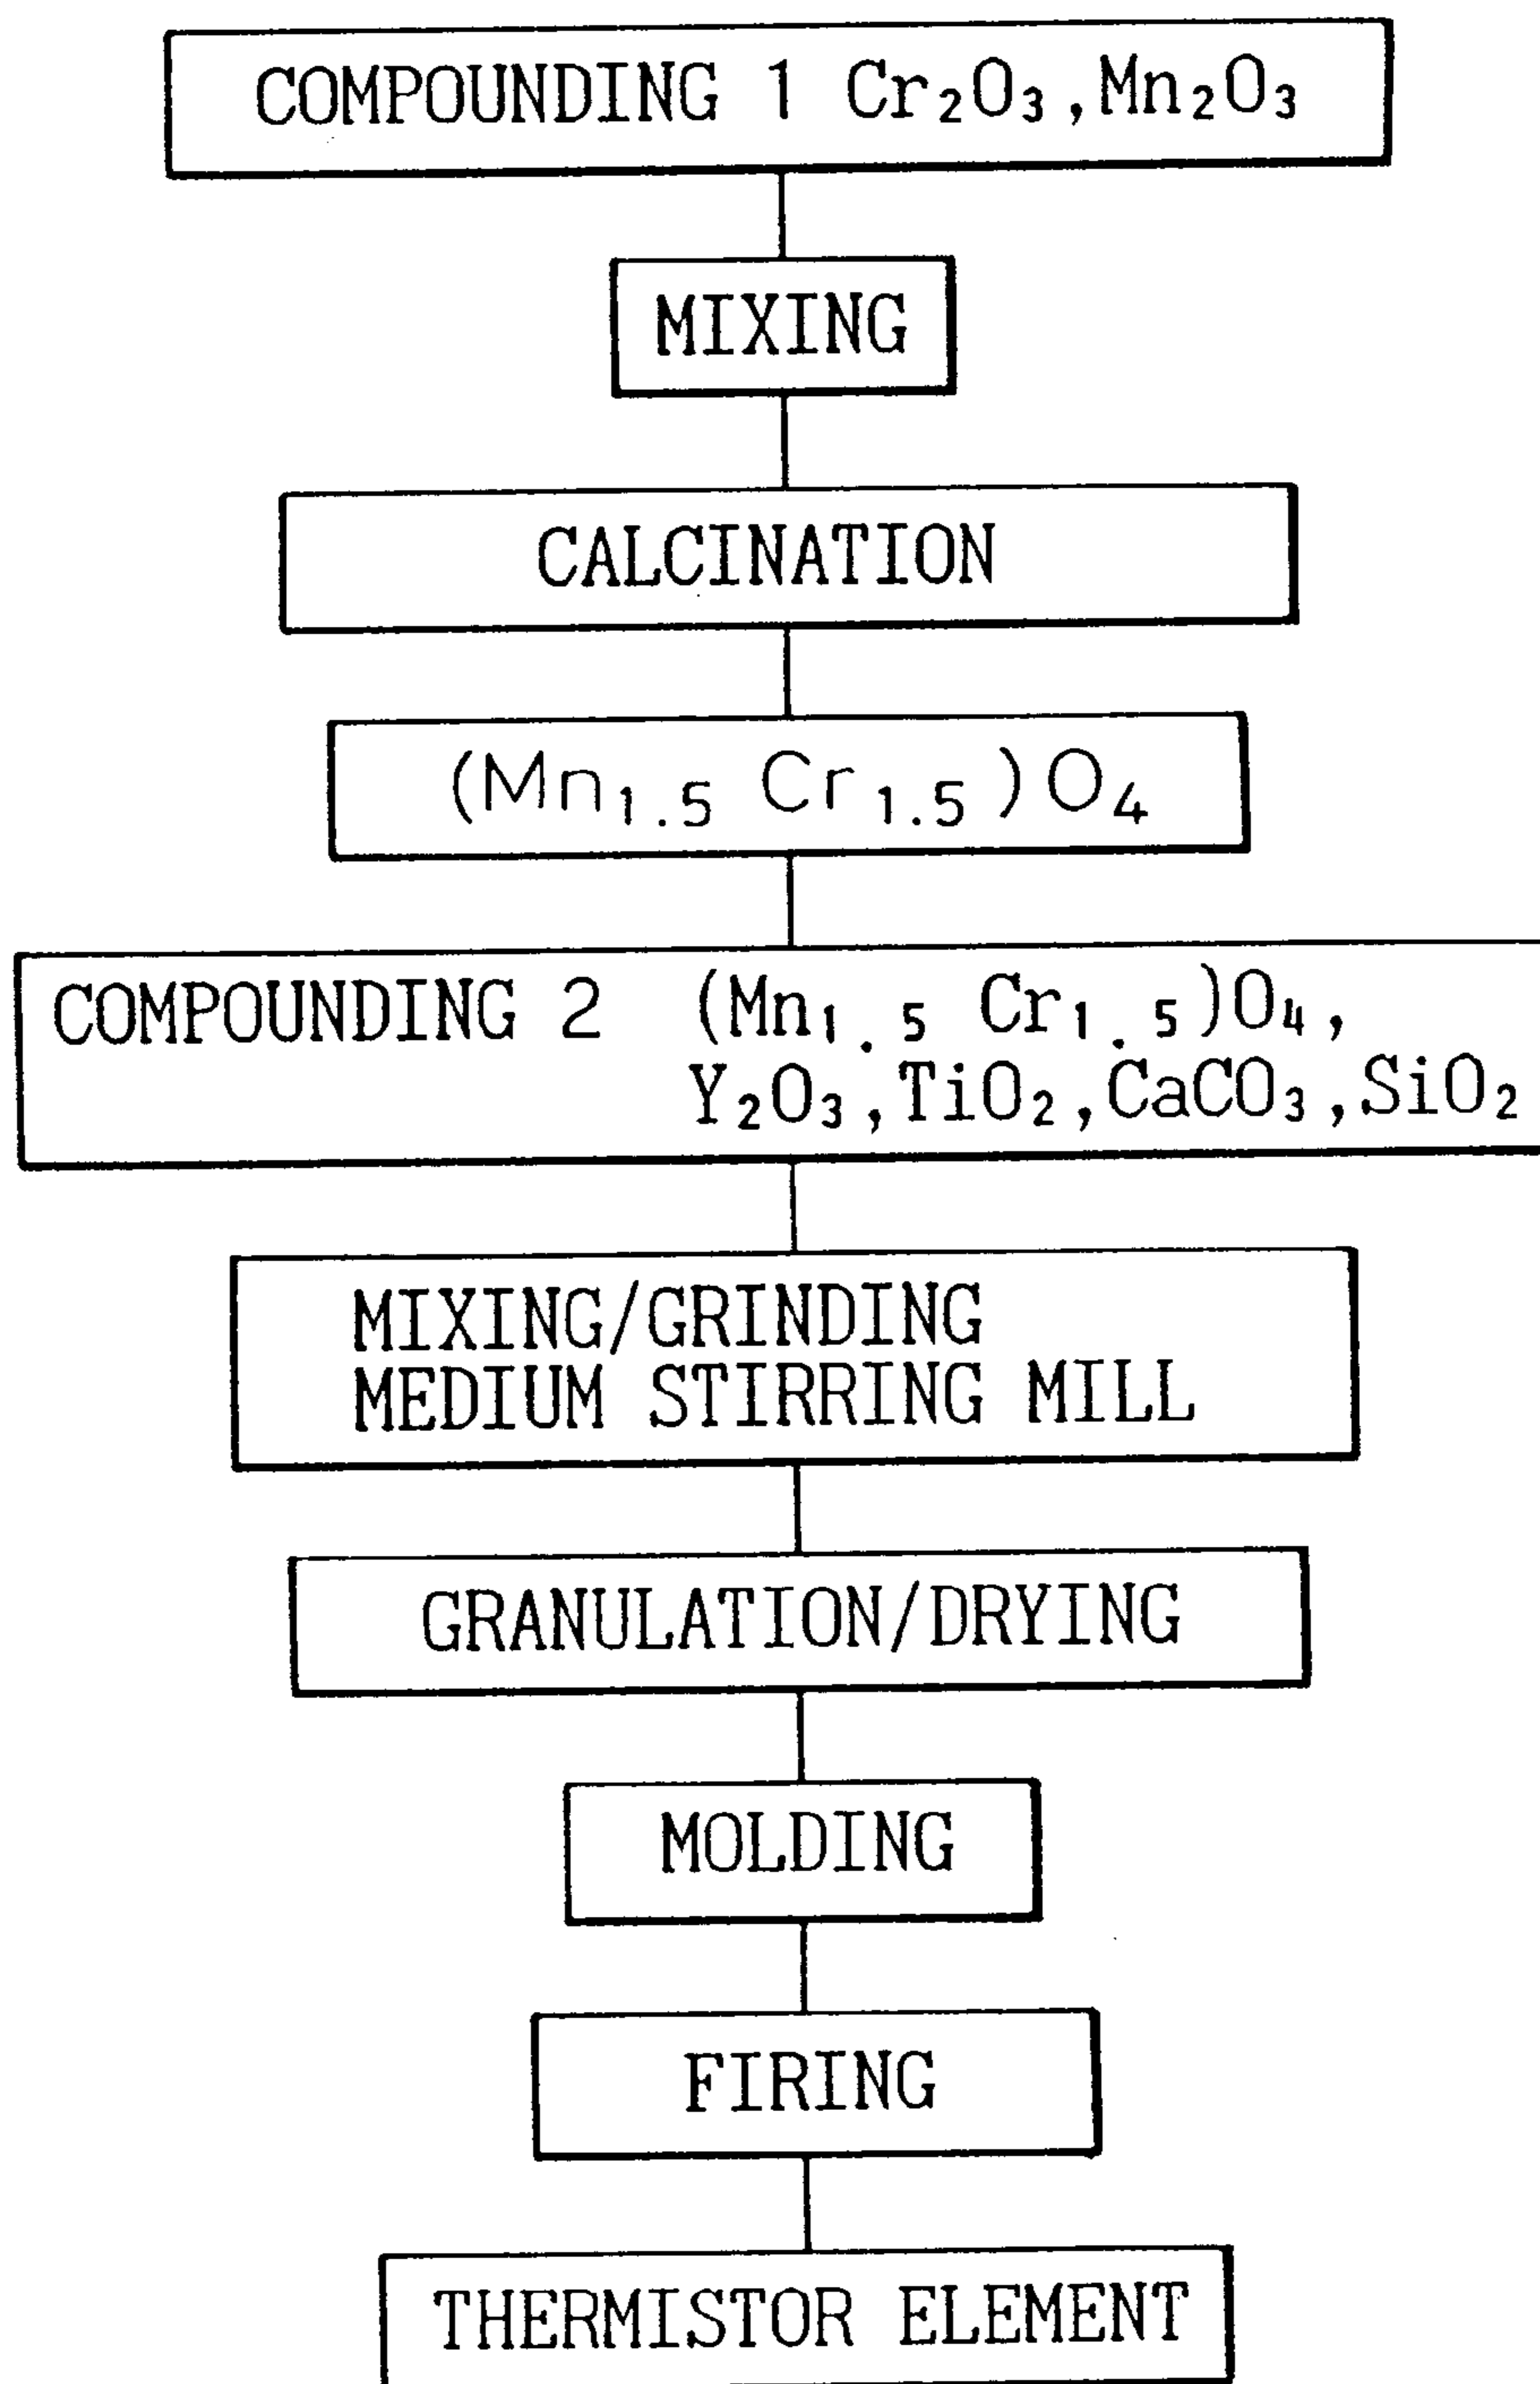 COMPOUNDING 1 Cr₂O₃,Mn₂O₃
MIXING
CALCINATION
(Mn₁.₅ Cr₁.₅)O₄
COMPOUNDING 2 (Mn₁.₅ Cr₁.₅)O₄,
Y₂O₃,TiO₂,CaCO₃,SiO₂
MIXING/GRINDING
MEDIUM STIRRING MILL
GRANULATION/DRYING
MOLDING
FIRING
THERMISTOR ELEMENT